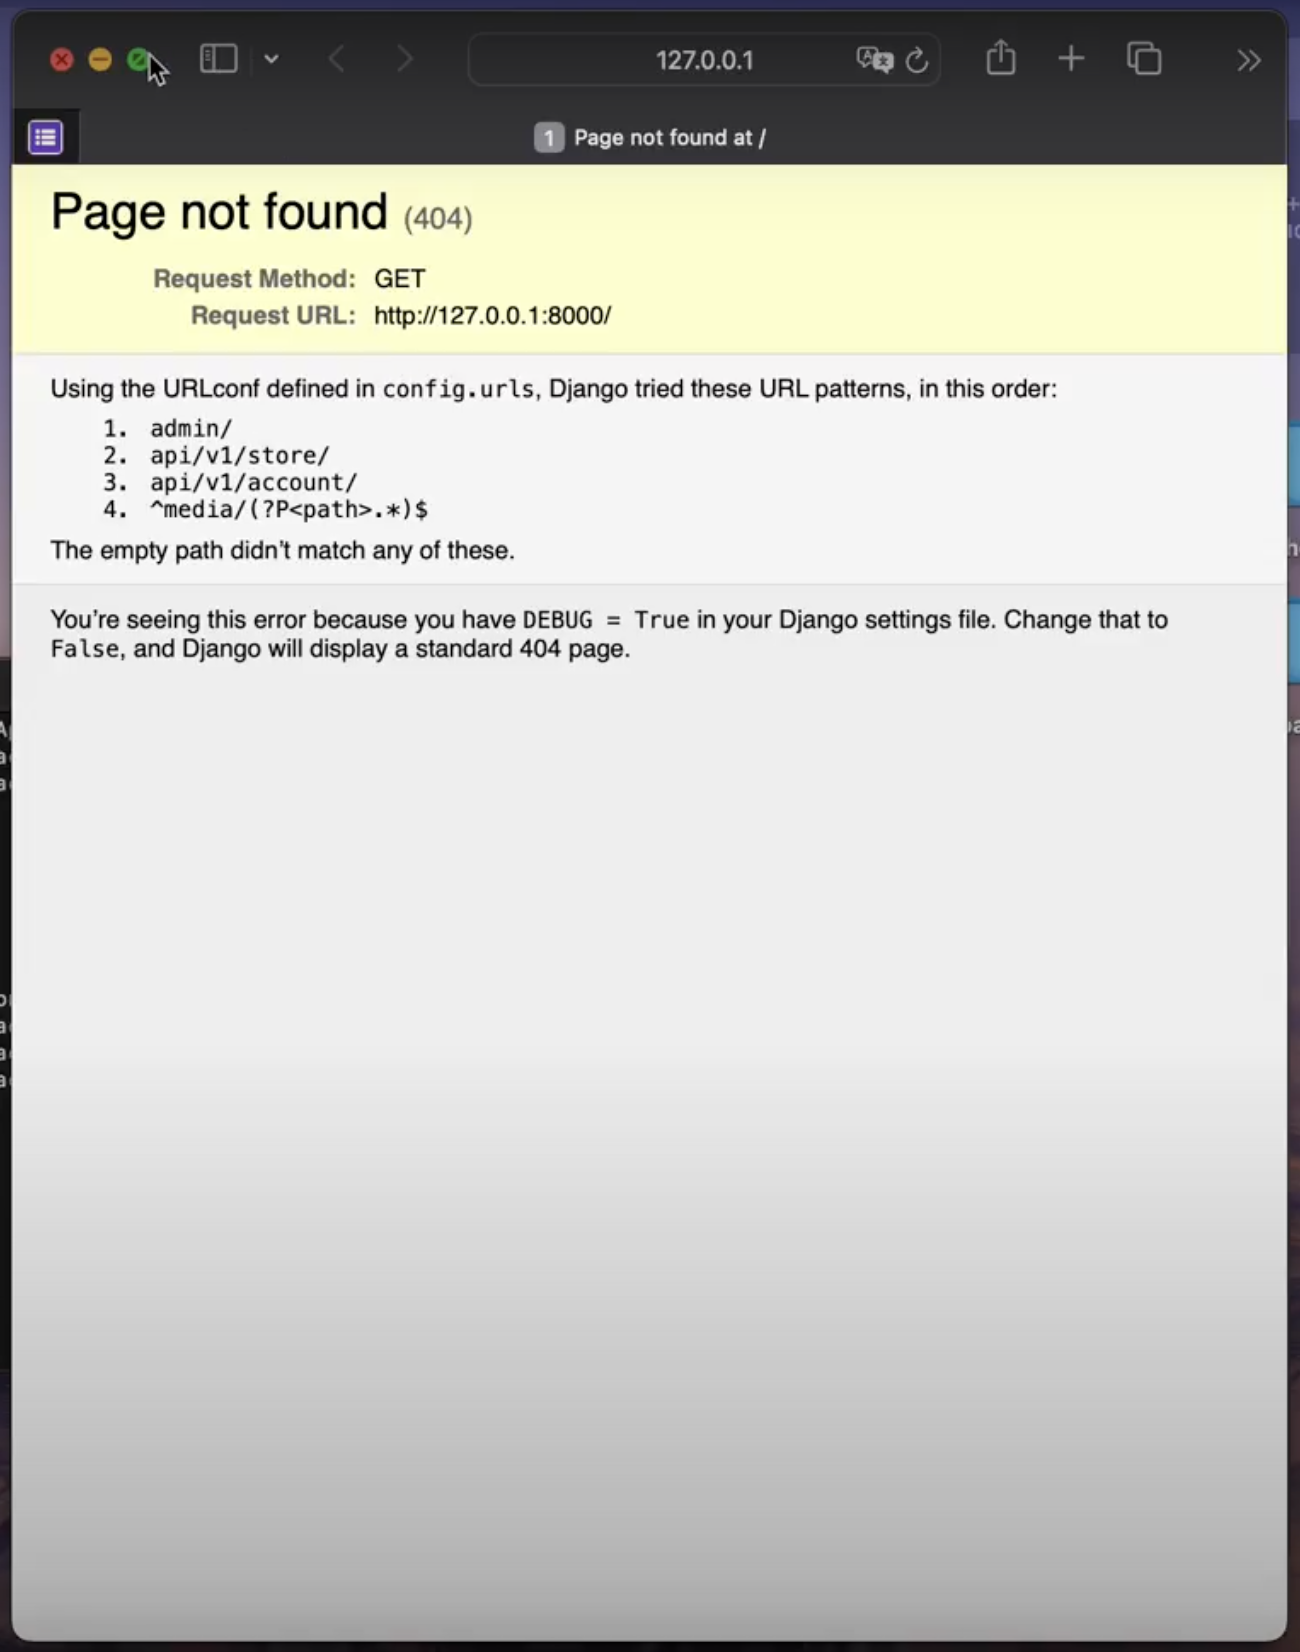 127.0.0.1
1 Page not found at /
Page not found (404)
Request Method: GET
Request URL: http://127.0.0.1:8000/
Using the URLconf defined in config.urls, Django tried these URL patterns, in this order:
1. admin/
2. api/v1/store/
3. api/v1/account/
4. ^media/(?P<path>.*)$
The empty path didn’t match any of these.
You’re seeing this error because you have DEBUG = True in your Django settings file. Change that to
False, and Django will display a standard 404 page.